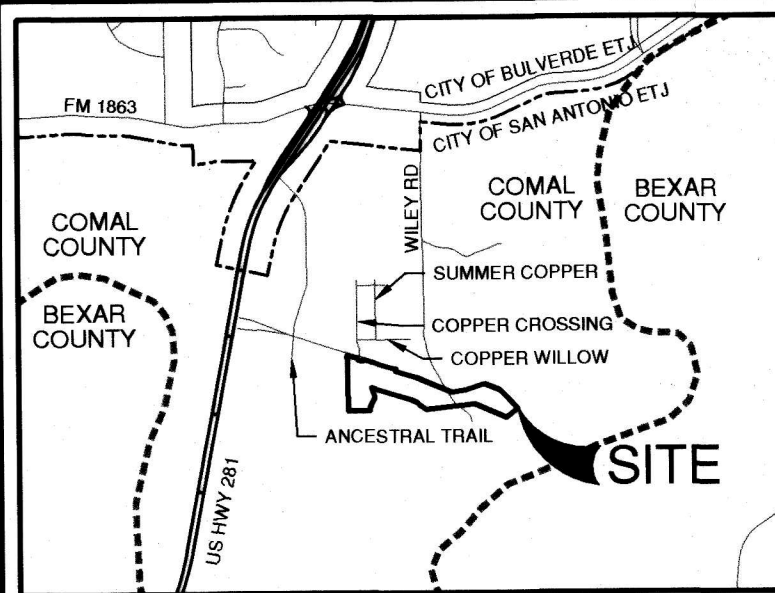 CITY OF BULVERDE ETJ
FM 1863
CITY OF SAN ANTONIO ETJ
WILEY RD
COMAL
COUNTY
BEXAR
COUNTY
COMAL
COUNTY
SUMMER COPPER
BEXAR
COUNTY
COPPER CROSSING
COPPER WILLOW
ANCESTRAL TRAIL
SITE
US HWY 281